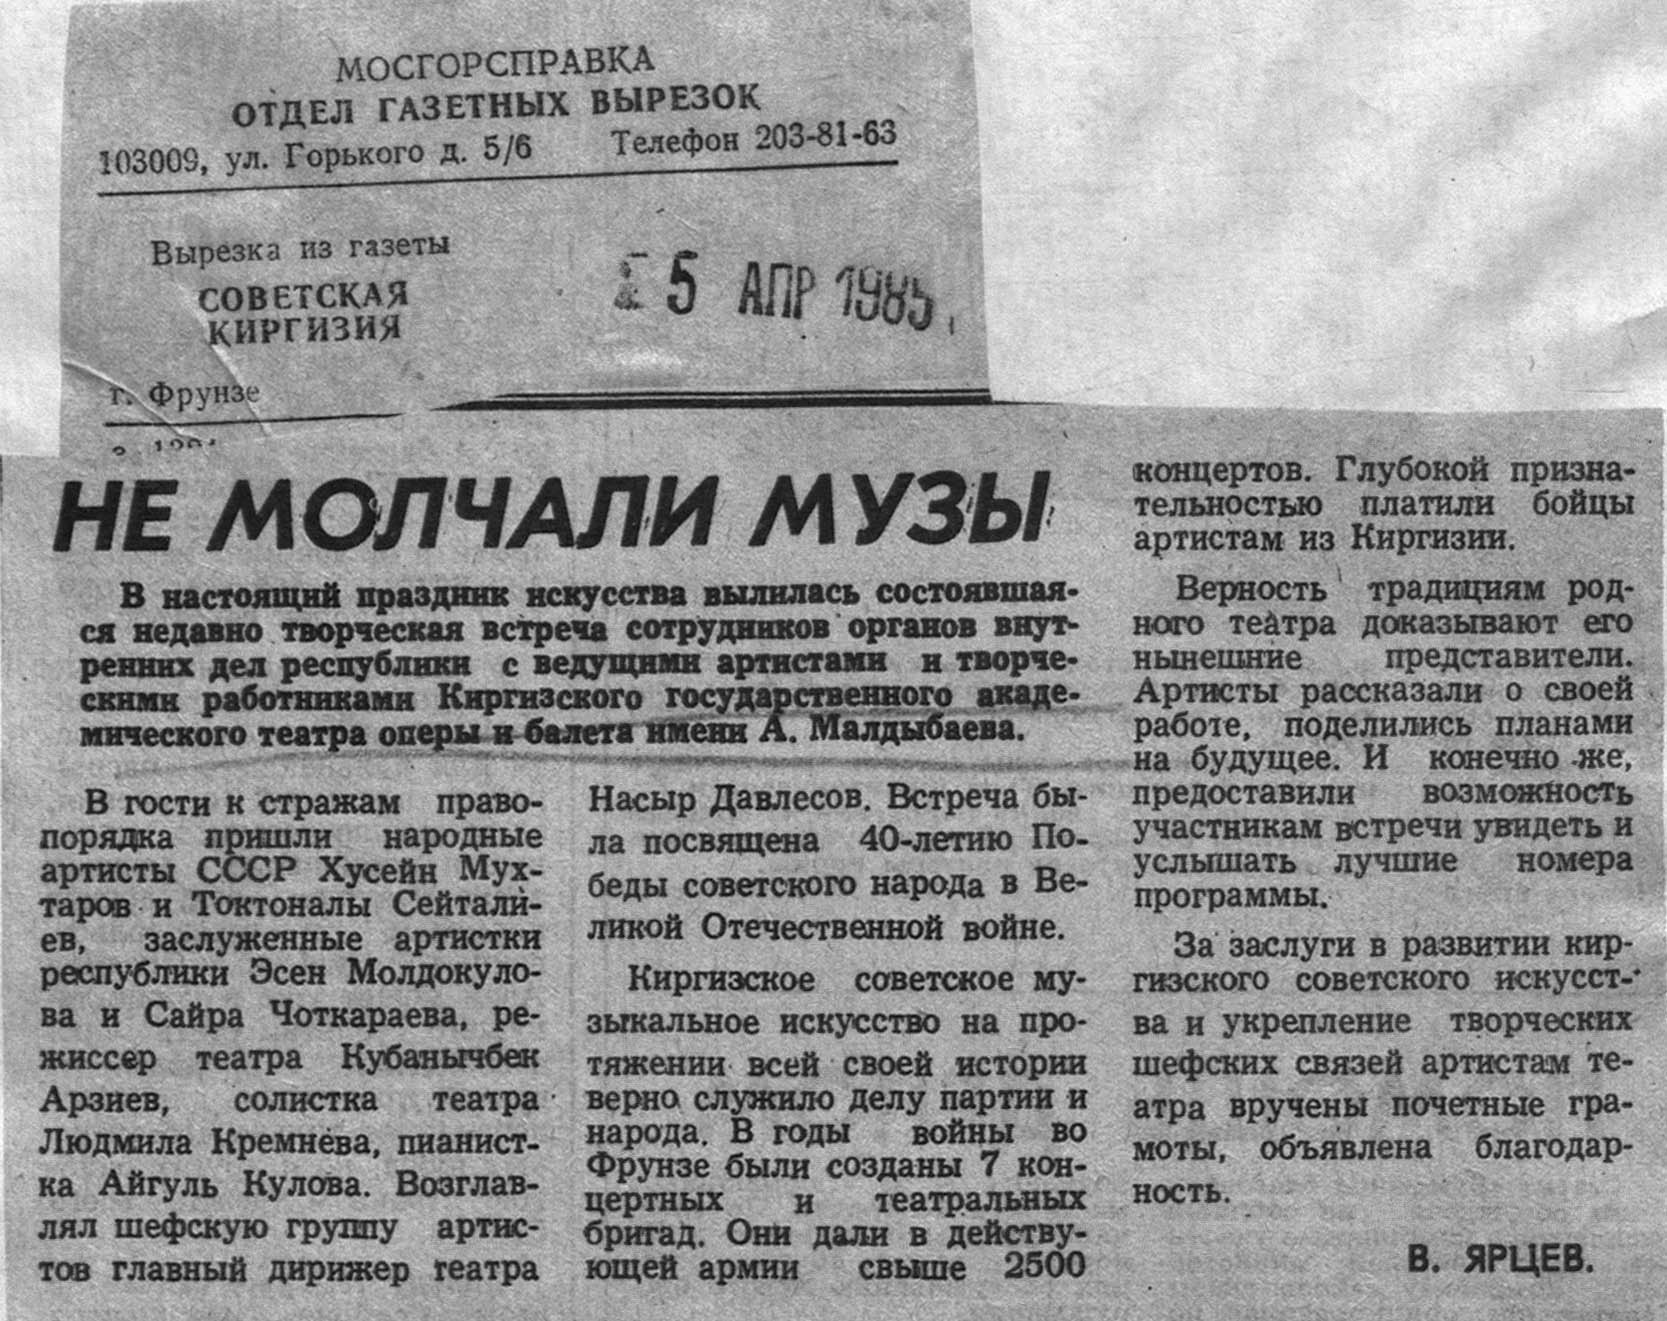 МОСГОРСПРАВКА
ОТДЕЛ ГАЗЕТНЫХ ВЫРЕЗОК
103009, ул. Горького д. 5/6 Телефон 203-81-63
Вырезка из газеты
СОВЕТСКАЯ
КИРГИЗИЯ
5 АПР 1985
г. Фрунзе
НЕ МОЛЧАЛИ МУЗЫ
В настоящий праздник искусства вылилась состоявшая-
ся недавно творческая встреча сотрудников органов внут-
ренних дел республики с ведущими артистами и творче-
скими работниками Киргизского государственного акаде-
мического театра оперы и балета имени А. Малдыбаева.
В гости к стражам право-
порядка пришли народные
артисты СССР Хусейн Мух-
таров и Токтоналы Сейтали-
ев, заслуженные артистки
республики Эсен Молдокуло-
ва и Сайра Чоткараева, ре-
жиссер театра Кубанычбек
Арзиев, солистка театра
Людмила Кремнева, пианист-
ка Айгуль Кулова. Возглав-
лял шефскую группу артис-
тов главный дирижер театра
Насыр Давлесов. Встреча бы-
ла посвящена 40-летию По-
беды советского народа в Ве-
ликой Отечественной войне.
Киргизское советское му-
зыкальное искусство на про-
тяжении всей своей истории
верно служило делу партии и
народа. В годы войны во
Фрунзе были созданы 7 кон-
цертных и театральных
бригад. Они дали в действу-
ющей армии свыше 2500
концертов. Глубокой призна-
тельностью платили бойцы
артистам из Киргизии.
Верность традициям род-
ного театра доказывают его
нынешние представители.
Артисты рассказали о своей
работе, поделились планами
на будущее. И конечно же,
предоставили возможность
участникам встречи увидеть и
услышать лучшие номера
программы.
За заслуги в развитии кир-
гизского советского искусст-
ва и укрепление творческих
шефских связей артистам те-
атра вручены почетные гра-
моты, объявлена благодар-
ность.
В. ЯРЦЕВ.